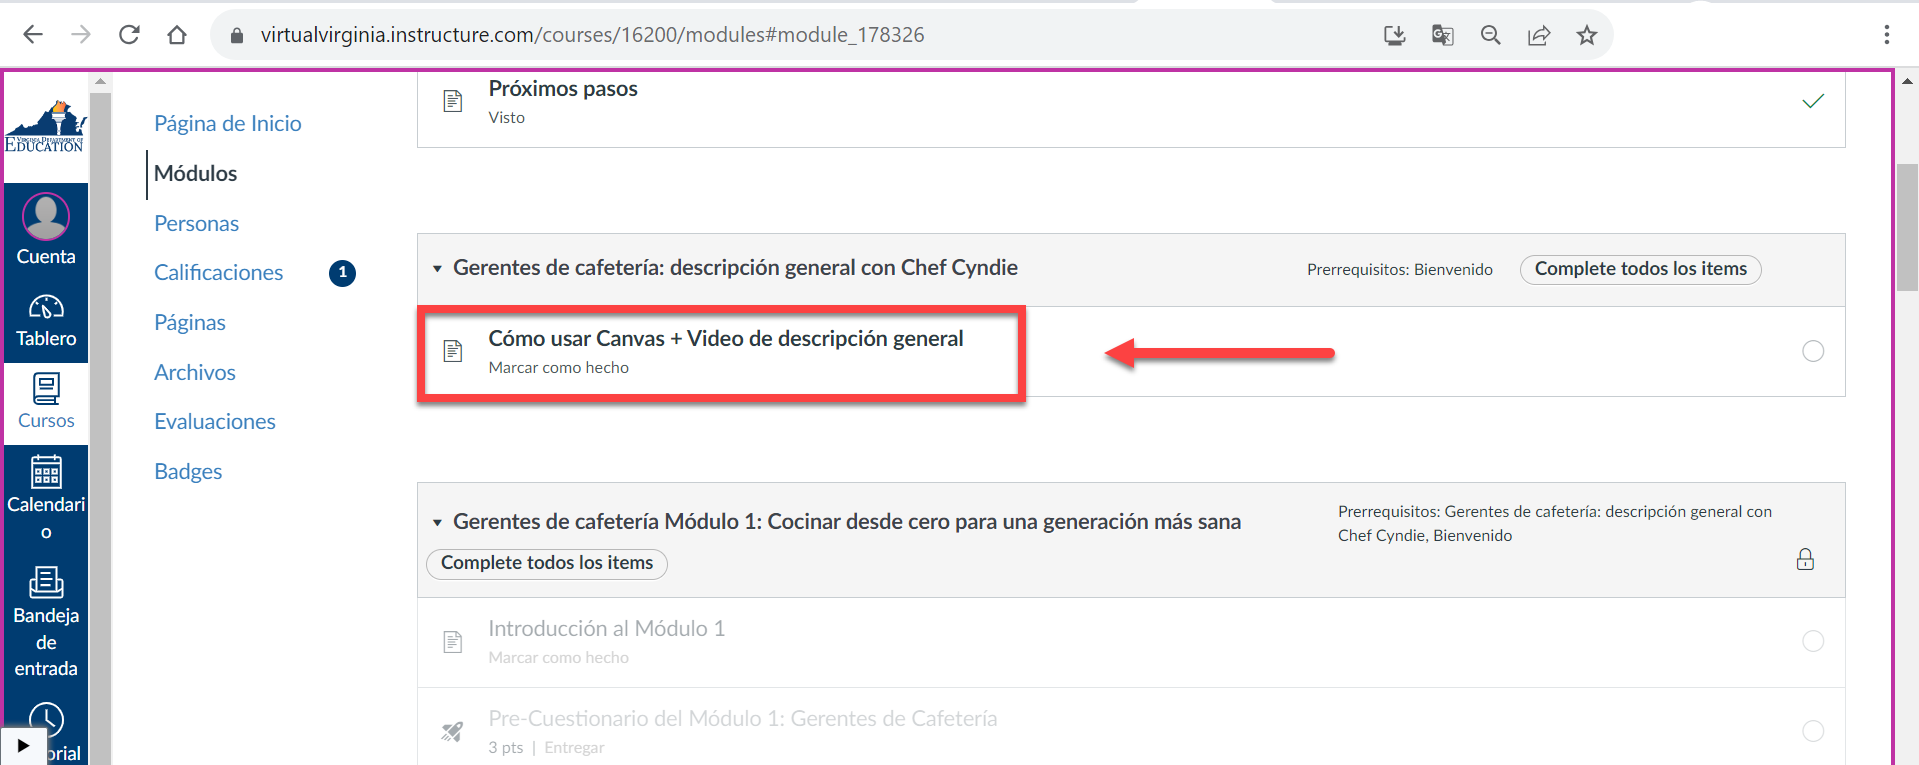 virtualvirginia.instructure.com/courses/16200/modules#module_178326
VIRGINIA DEPARTMENT OF
EDUCATION
Cuenta
Tablero
Cursos
Calendari
o
Bandeja
de
entrada
orial
Página de Inicio
Módulos
Personas
Calificaciones 1
Páginas
Archivos
Evaluaciones
Badges
Próximos pasos
Visto
Gerentes de cafetería: descripción general con Chef Cyndie
Prerrequisitos: Bienvenido
Complete todos los items
Cómo usar Canvas + Video de descripción general
Marcar como hecho
Gerentes de cafetería Módulo 1: Cocinar desde cero para una generación más sana
Prerrequisitos: Gerentes de cafetería: descripción general con
Chef Cyndie, Bienvenido
Complete todos los items
Introducción al Módulo 1
Marcar como hecho
Pre-Cuestionario del Módulo 1: Gerentes de Cafetería
3 pts | Entregar